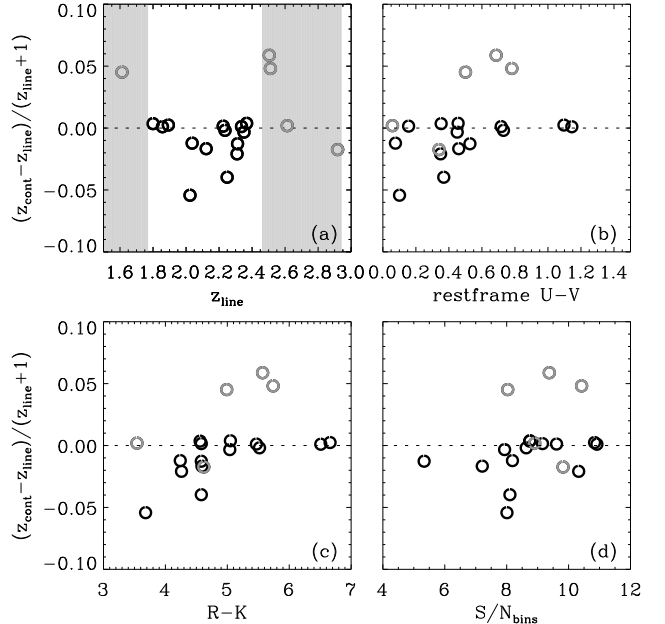 0.10
0.05
0.00
−0.05
−0.10
(z_cont−z_line)/(z_line+1)
(a)
1.6 1.8 2.0 2.2 2.4 2.6 2.8 3.0
z_line
(b)
0.0 0.2 0.4 0.6 0.8 1.0 1.2 1.4
restframe U−V
0.10
0.05
0.00
−0.05
−0.10
(z_cont−z_line)/(z_line+1)
(c)
3 4 5 6 7
R−K
(d)
4 6 8 10 12
S/N_bins